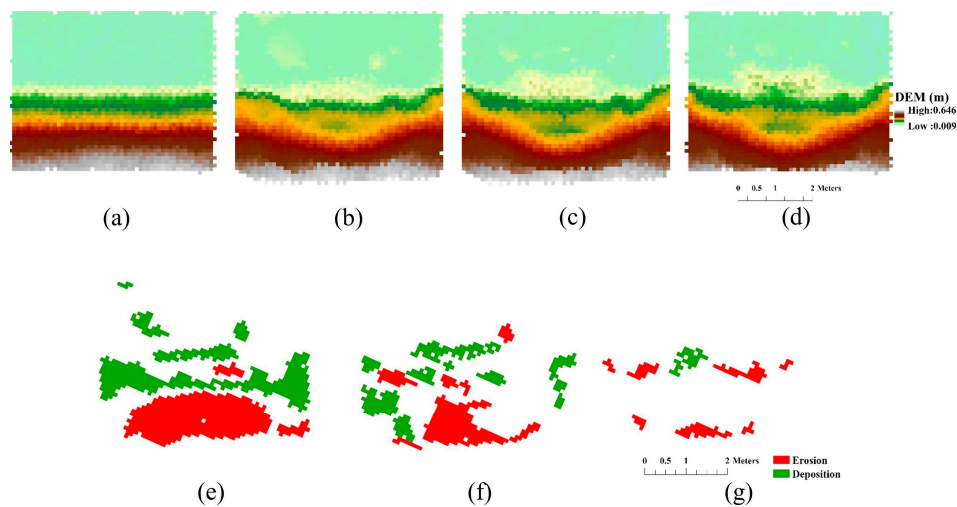 DEM (m)
High:0.646
Low :0.009
0 0.5 1 2 Meters
(a) (b) (c) (d)
0 0.5 1 2 Meters
Erosion
Deposition
(e) (f) (g)